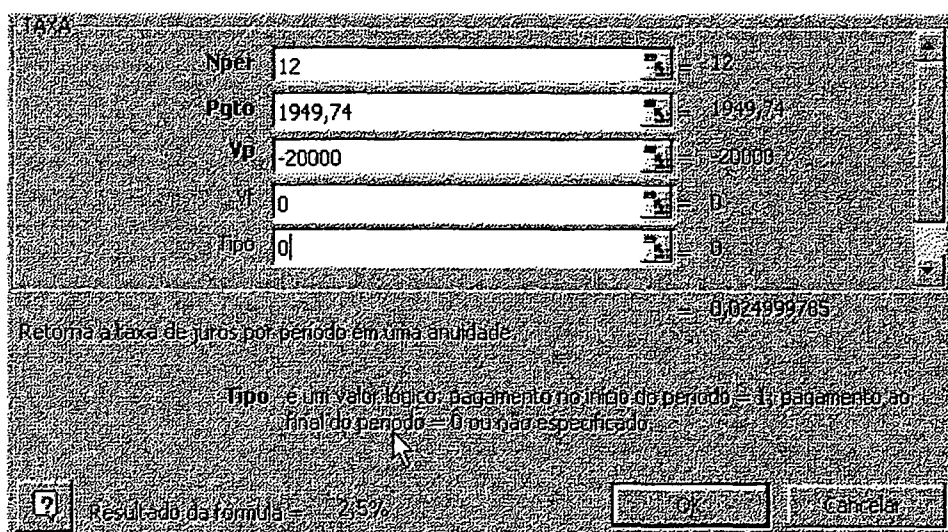 TAXA
Nper 12 = 12
Pgto 1949,74 = 1949,74
Vp -20000 = -20000
Vf 0 = 0
Tipo 0 = 0
= 0,024999785
Retorna a taxa de juros por período em uma anuidade.
Tipo é um valor lógico: pagamento no início do período = 1; pagamento ao
final do período = 0 ou não especificado.
Resultado da fórmula = 2,5%
OK
Cancelar